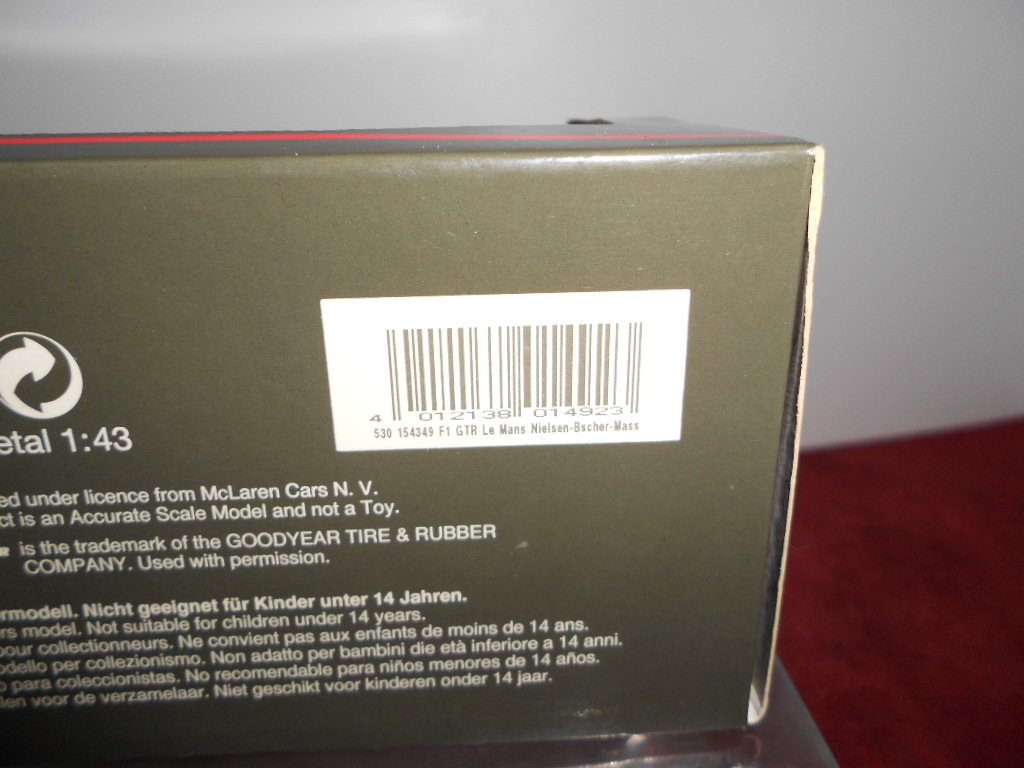 4 012138 014923
530 154349 F1 GTR Le Mans Nielsen-Bscher-Mass
etal 1:43
ed under licence from McLaren Cars N. V.
ct is an Accurate Scale Model and not a Toy.
is the trademark of the GOODYEAR TIRE & RUBBER
COMPANY. Used with permission.
rmodell. Nicht geeignet für Kinder unter 14 Jahren.
rs model. Not suitable for children under 14 years.
pour collectionneurs. Ne convient pas aux enfants de moins de 14 ans.
odello per collezionismo. Non adatto per bambini die età inferiore a 14 anni.
o para coleccionistas. No recomendable para niños menores de 14 años.
len voor de verzamelaar. Niet geschikt voor kinderen onder 14 jaar.